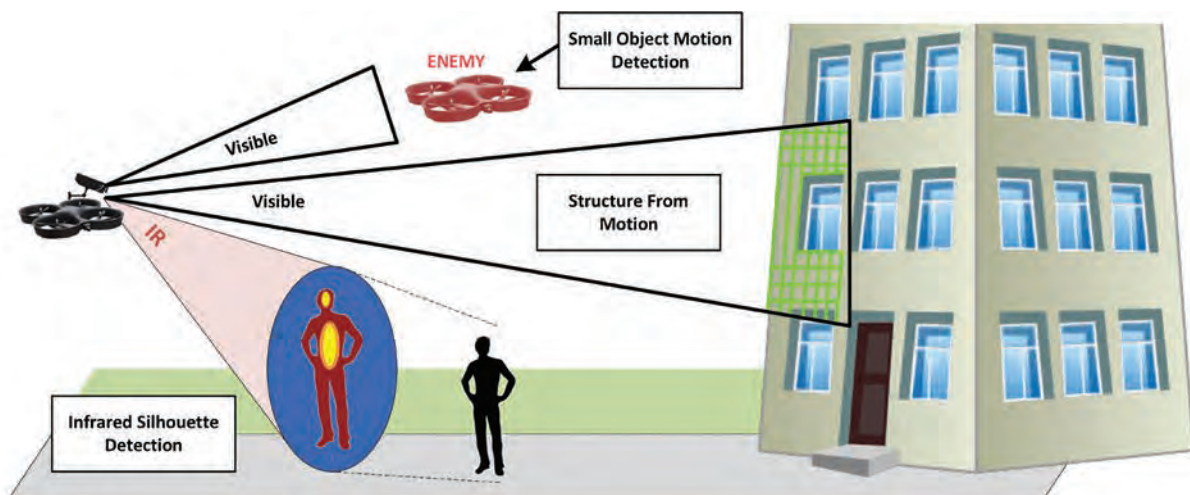 Small Object Motion
Detection
ENEMY
Visible
Visible
Structure From
Motion
IR
Infrared Silhouette
Detection